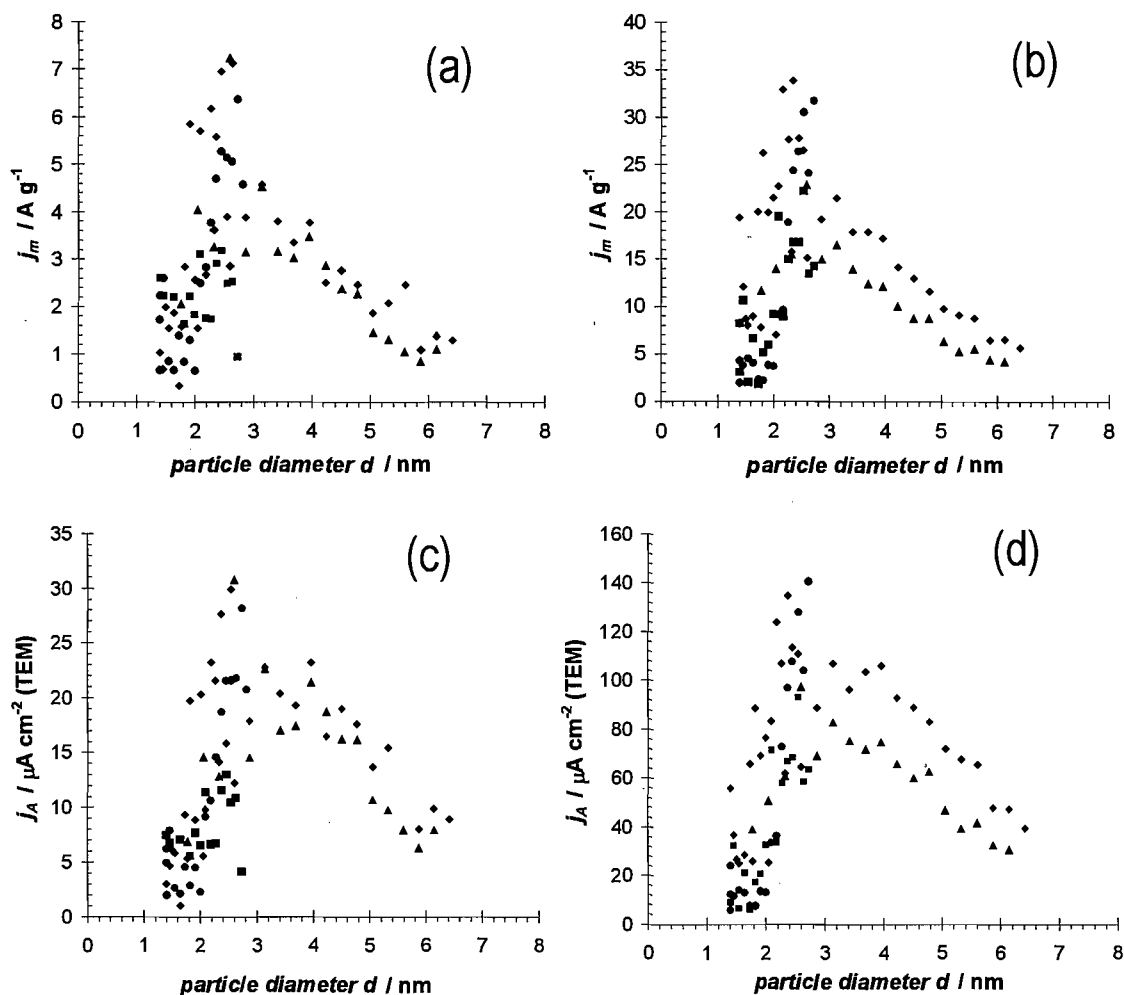 (a)
8
7
6
5
4
3
2
1
0
j_m / A g⁻¹
0 1 2 3 4 5 6 7 8
particle diameter d / nm
(b)
40
35
30
25
20
15
10
5
0
j_m / A g⁻¹
0 1 2 3 4 5 6 7 8
particle diameter d / nm
(c)
35
30
25
20
15
10
5
0
j_A / µA cm⁻² (TEM)
0 1 2 3 4 5 6 7 8
particle diameter d / nm
(d)
160
140
120
100
80
60
40
20
0
j_A / µA cm⁻² (TEM)
0 1 2 3 4 5 6 7 8
particle diameter d / nm